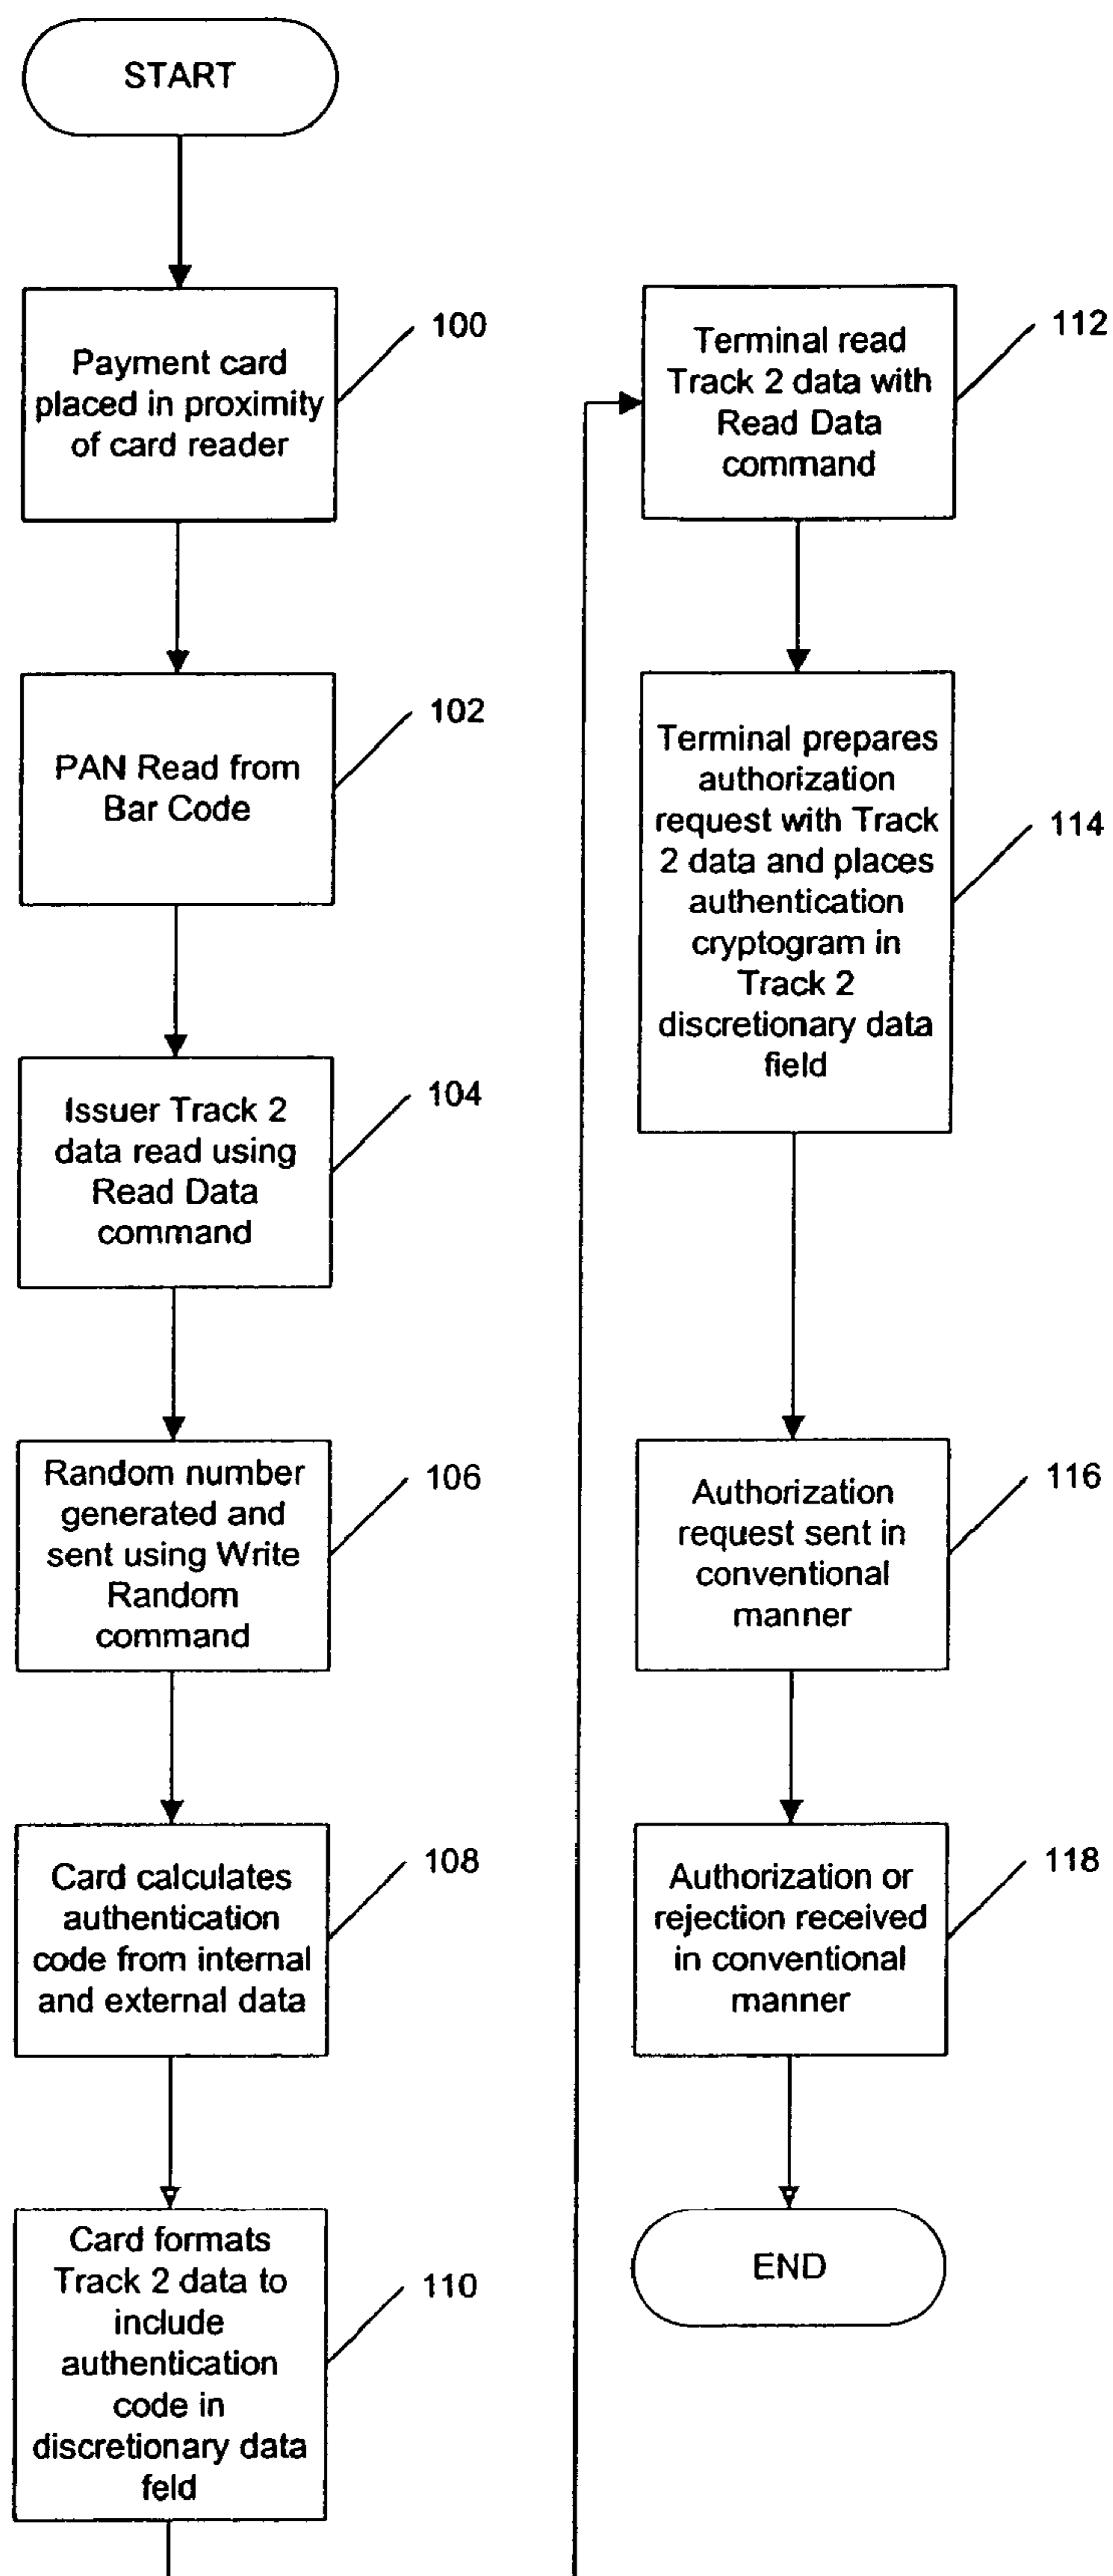 START
Payment card
placed in proximity
of card reader
100
PAN Read from
Bar Code
102
Issuer Track 2
data read using
Read Data
command
104
Random number
generated and
sent using Write
Random
command
106
Card calculates
authentication
code from internal
and external data
108
Card formats
Track 2 data to
include
authentication
code in
discretionary data
feld
110
Terminal read
Track 2 data with
Read Data
command
112
Terminal prepares
authorization
request with Track
2 data and places
authentication
cryptogram in
Track 2
discretionary data
field
114
Authorization
request sent in
conventional
manner
116
Authorization or
rejection received
in conventional
manner
118
END